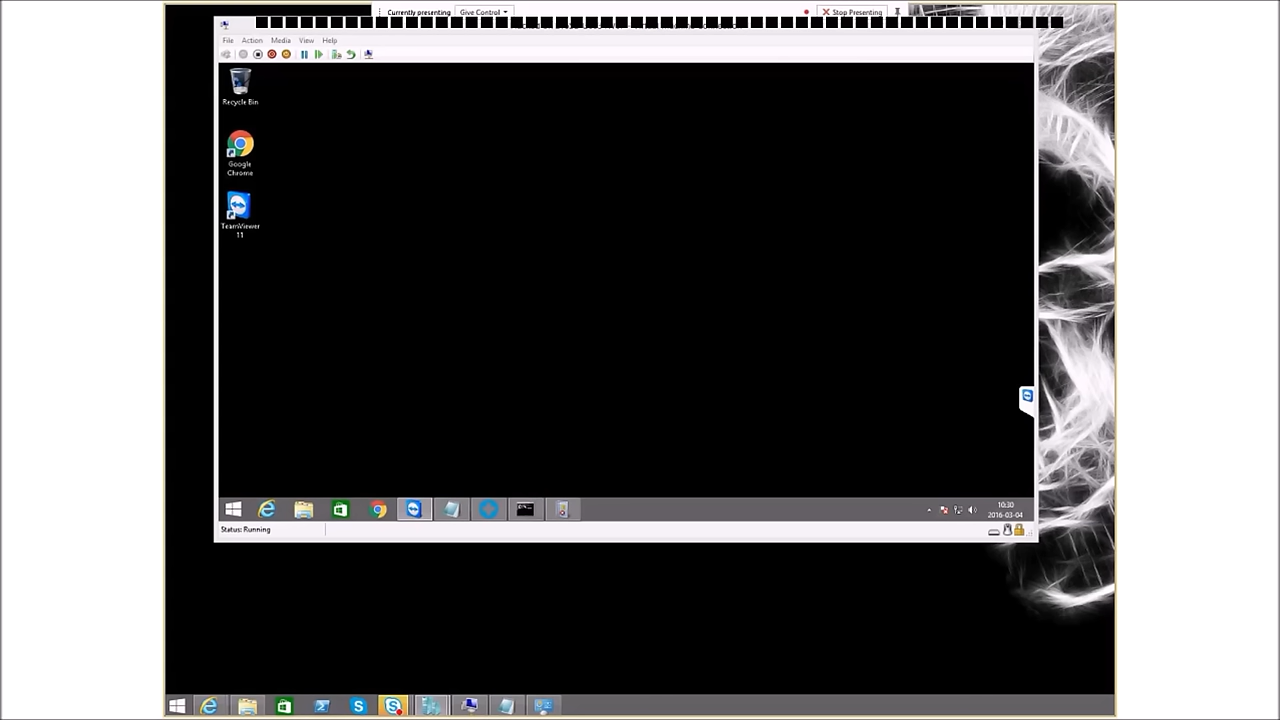 Currently presenting Give Control Stop Presenting
File Action Media View Help
Recycle Bin
Google
Chrome
TeamViewer
11
10:30
2016-03-04
Status: Running